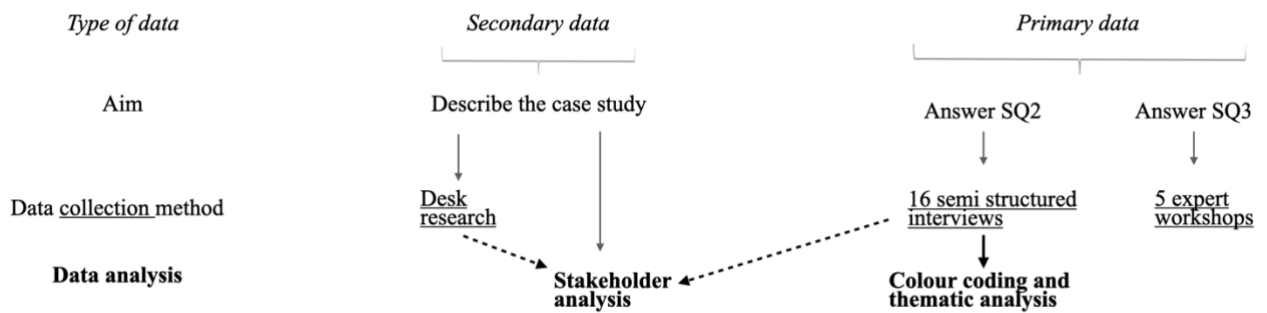 Type of data
Secondary data
Primary data
Aim
Describe the case study
Answer SQ2
Answer SQ3
Data collection method
Desk
research
16 semi structured
interviews
5 expert
workshops
Data analysis
Stakeholder
analysis
Colour coding and
thematic analysis